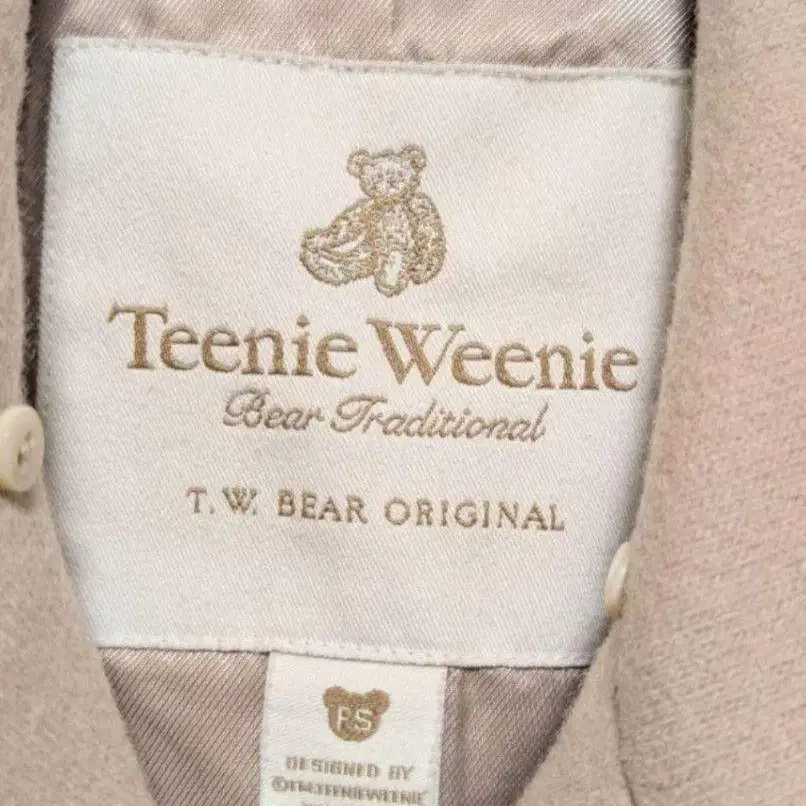 Teenie Weenie
Bear Traditional
T. W. BEAR ORIGINAL
PS
DESIGNED BY